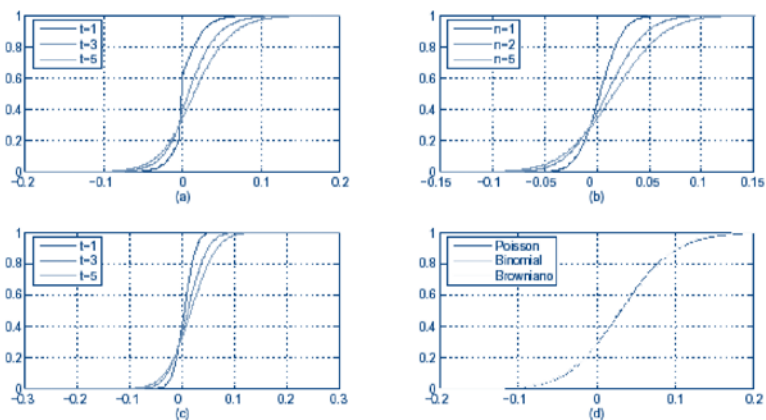 1
0.8
0.6
0.4
0.2
0
t=1
t=3
t=5
−0.2 −0.1 0 0.1 0.2
(a)
1
0.8
0.6
0.4
0.2
0
n=1
n=2
n=5
−0.15 −0.1 −0.05 0 0.05 0.1 0.15
(b)
1
0.8
0.6
0.4
0.2
0
t=1
t=3
t=5
−0.3 −0.2 −0.1 0 0.1 0.2 0.3
(c)
1
0.8
0.6
0.4
0.2
0
Poisson
Binomial
Browniano
−0.2 −0.1 0 0.1 0.2
(d)